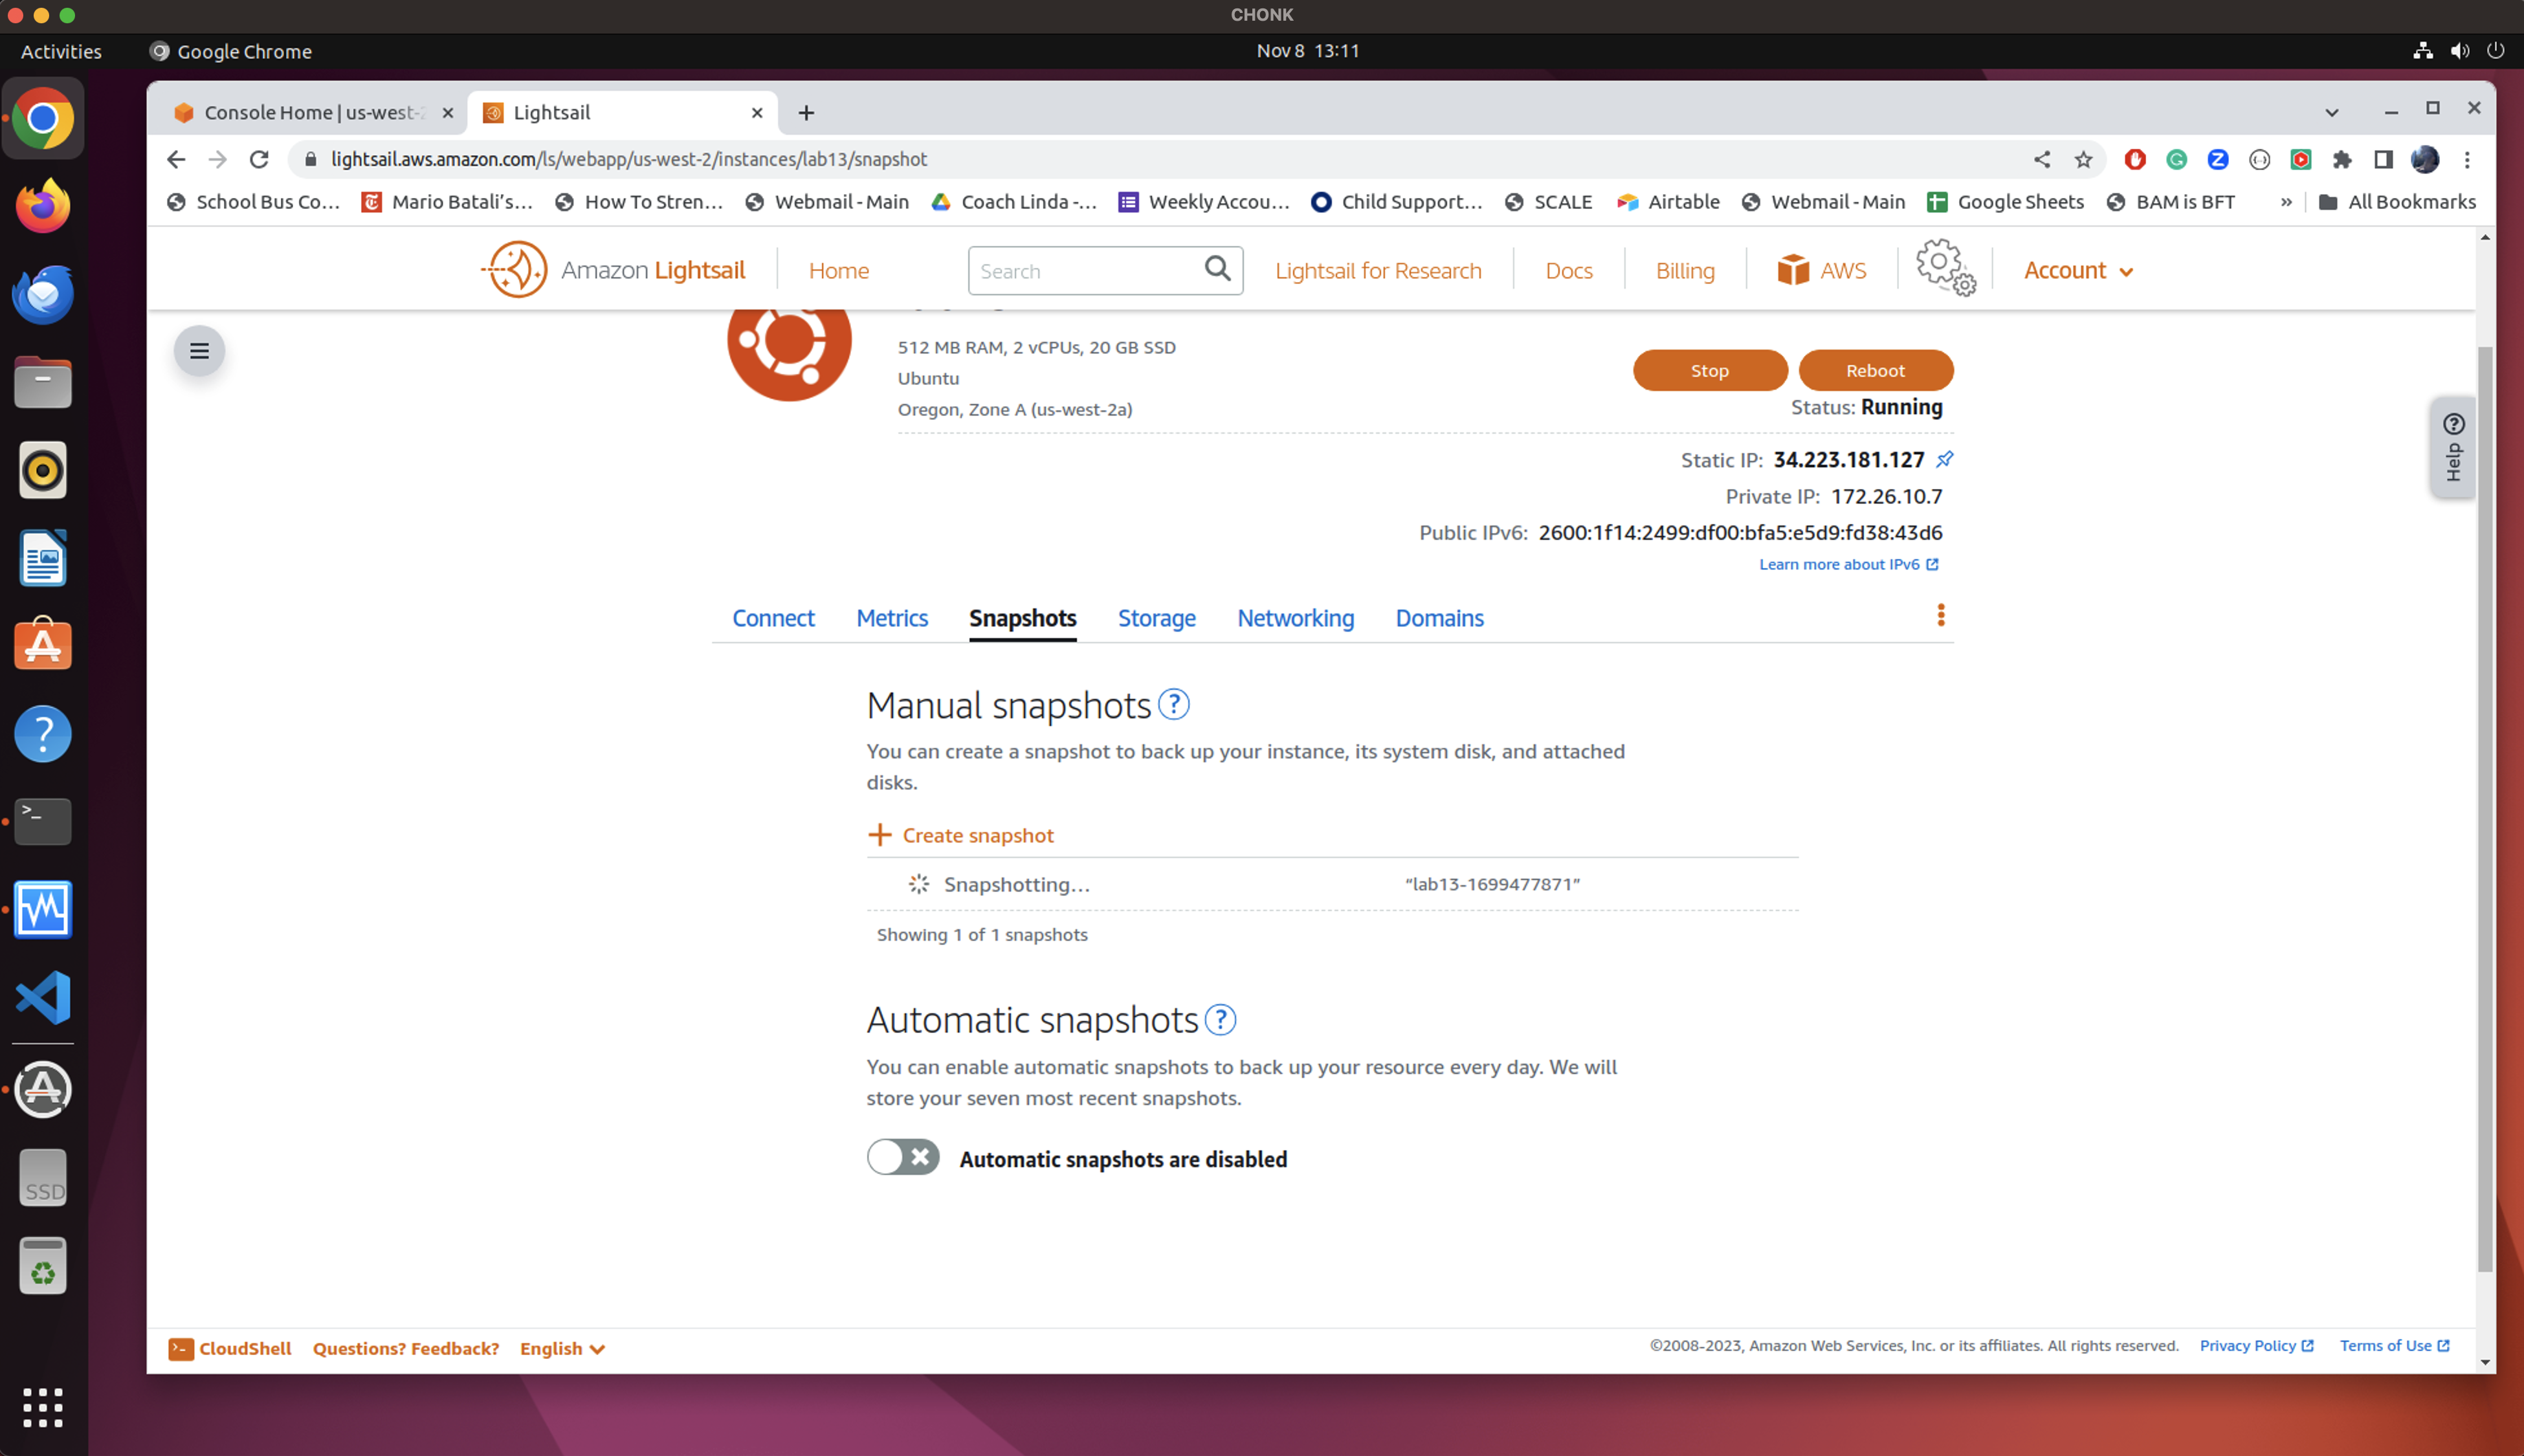 CHONK
Activities Google Chrome Nov 8 13:11
Console Home | us-west-2 Lightsail
lightsail.aws.amazon.com/ls/webapp/us-west-2/instances/lab13/snapshot
School Bus Co... Mario Batali's... How To Stren... Webmail - Main Coach Linda -... Weekly Accou... Child Support... SCALE Airtable Webmail - Main Google Sheets BAM is BFT » All Bookmarks
Amazon Lightsail Home Search Lightsail for Research Docs Billing AWS Account
512 MB RAM, 2 vCPUs, 20 GB SSD
Ubuntu
Oregon, Zone A (us-west-2a)
Stop Reboot
Status: Running
Help
Static IP: 34.223.181.127
Private IP: 172.26.10.7
Public IPv6: 2600:1f14:2499:df00:bfa5:e5d9:fd38:43d6
Learn more about IPv6
Connect Metrics Snapshots Storage Networking Domains
Manual snapshots ?
You can create a snapshot to back up your instance, its system disk, and attached
disks.
+ Create snapshot
Snapshotting... “lab13-1699477871”
Showing 1 of 1 snapshots
Automatic snapshots ?
You can enable automatic snapshots to back up your resource every day. We will
store your seven most recent snapshots.
Automatic snapshots are disabled
SSD
CloudShell Questions? Feedback? English ©2008-2023, Amazon Web Services, Inc. or its affiliates. All rights reserved. Privacy Policy Terms of Use